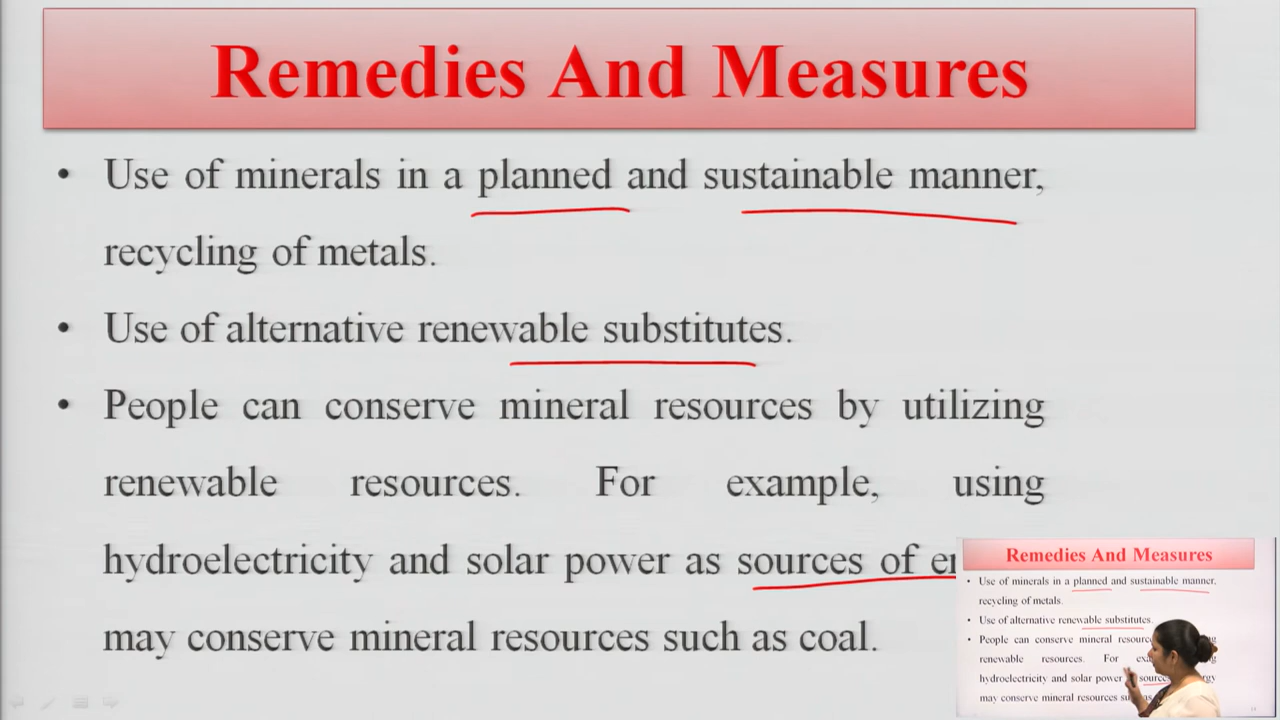 Remedies And Measures
• Use of minerals in a planned and sustainable manner,
recycling of metals.
• Use of alternative renewable substitutes.
• People can conserve mineral resources by utilizing
renewable resources. For example, using
hydroelectricity and solar power as sources of
may conserve mineral resources such as coal.
Remedies And Measures
• Use of minerals in a planned and sustainable manner,
recycling of metals.
• Use of alternative renewable substitutes.
• People can conserve mineral
renewable resources. For
hydroelectricity and solar power
may conserve mineral resources